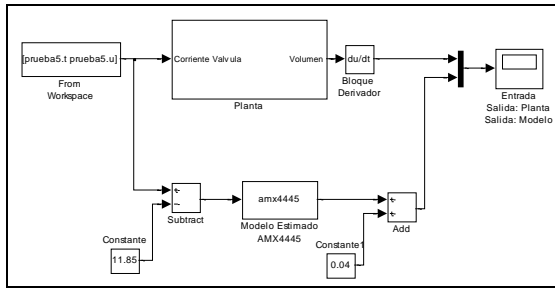 [prueba5.t prueba5.u]
From
Workspace
Corriente Valvula
Volumen
Planta
du/dt
Bloque
Derivador
Entrada
Salida: Planta
Salida: Modelo
+
−
Subtract
Constante
11.85
amx4445
Modelo Estimado
AMX4445
+
+
Add
Constante1
0.04